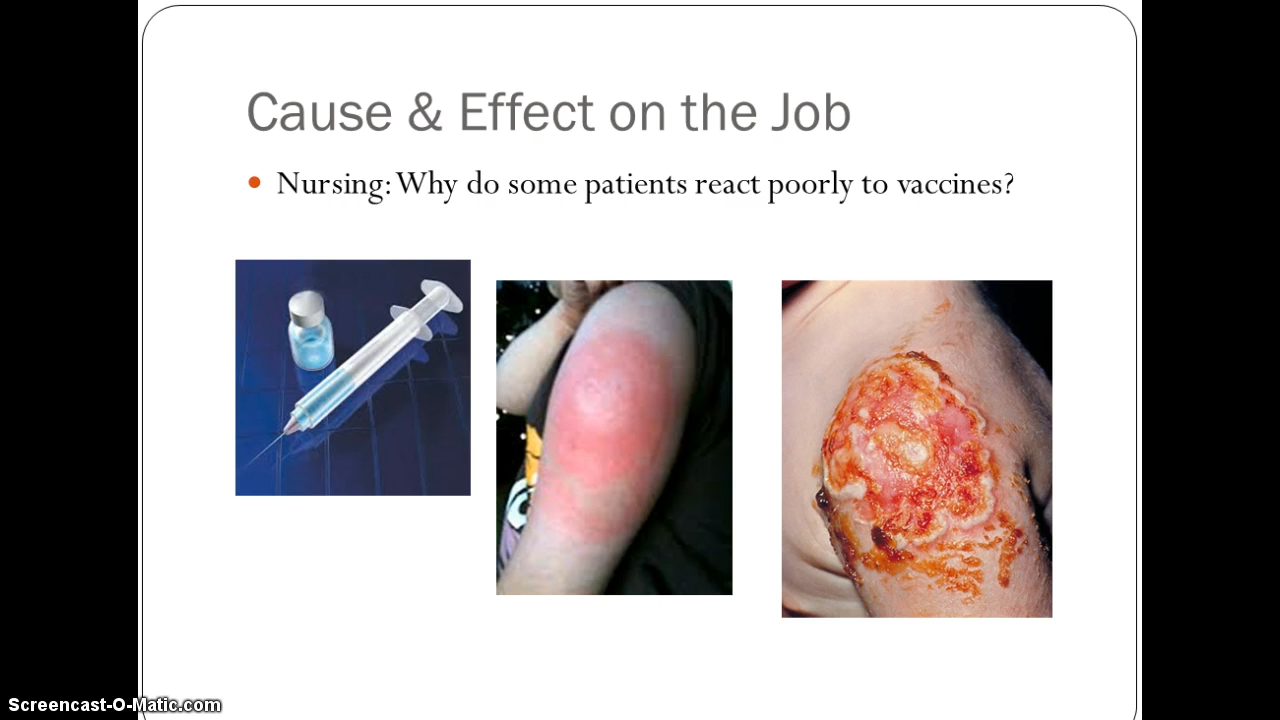 Cause & Effect on the Job
Nursing: Why do some patients react poorly to vaccines?
Screencast-O-Matic.com